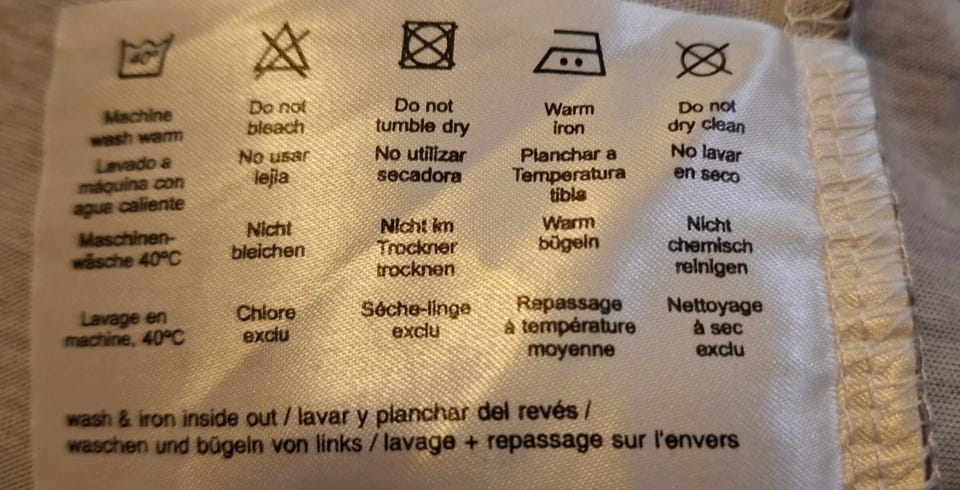 40°
Machine
wash warm
Lavado a
máquina con
agua caliente
Maschinen-
wäsche 40°C
Lavage en
machine, 40°C
Do not
bleach
No usar
lejia
Nicht
bleichen
Chlore
exclu
Do not
tumble dry
No utilizar
secadora
Nicht im
Trockner
trocknen
Séche-linge
exclu
Warm
iron
Planchar a
Temperatura
tibia
Warm
bügeln
Repassage
à température
moyenne
Do not
dry clean
No lavar
en seco
Nicht
chemisch
reinigen
Nettoyage
à sec
exclu
wash & iron inside out / lavar y planchar del revés /
waschen und bügeln von links / lavage + repassage sur l'envers